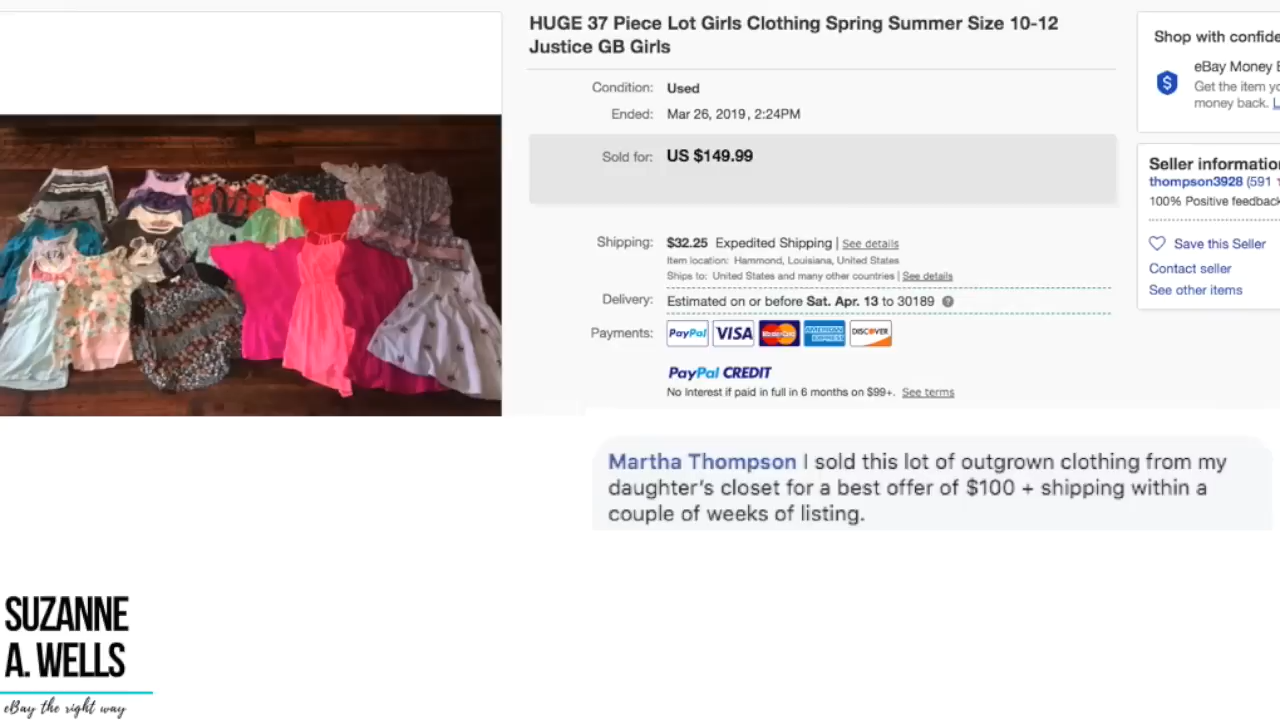 HUGE 37 Piece Lot Girls Clothing Spring Summer Size 10-12
Justice GB Girls
Condition: Used
Ended: Mar 26, 2019, 2:24PM
Sold for: US $149.99
Shipping: $32.25 Expedited Shipping | See details
Item location: Hammond, Louisiana, United States
Ships to: United States and many other countries | See details
Delivery: Estimated on or before Sat. Apr. 13 to 30189
Payments: PayPal VISA MasterCard AMERICAN EXPRESS DISCOVER
PayPal CREDIT
No Interest if paid in full in 6 months on $99+. See terms
Shop with confide
$ eBay Money
Get the item yo
money back. L
Seller informatio
thompson3928 (591
100% Positive feedback
Save this Seller
Contact seller
See other items
Martha Thompson I sold this lot of outgrown clothing from my
daughter's closet for a best offer of $100 + shipping within a
couple of weeks of listing.
SUZANNE
A. WELLS
eBay the right way